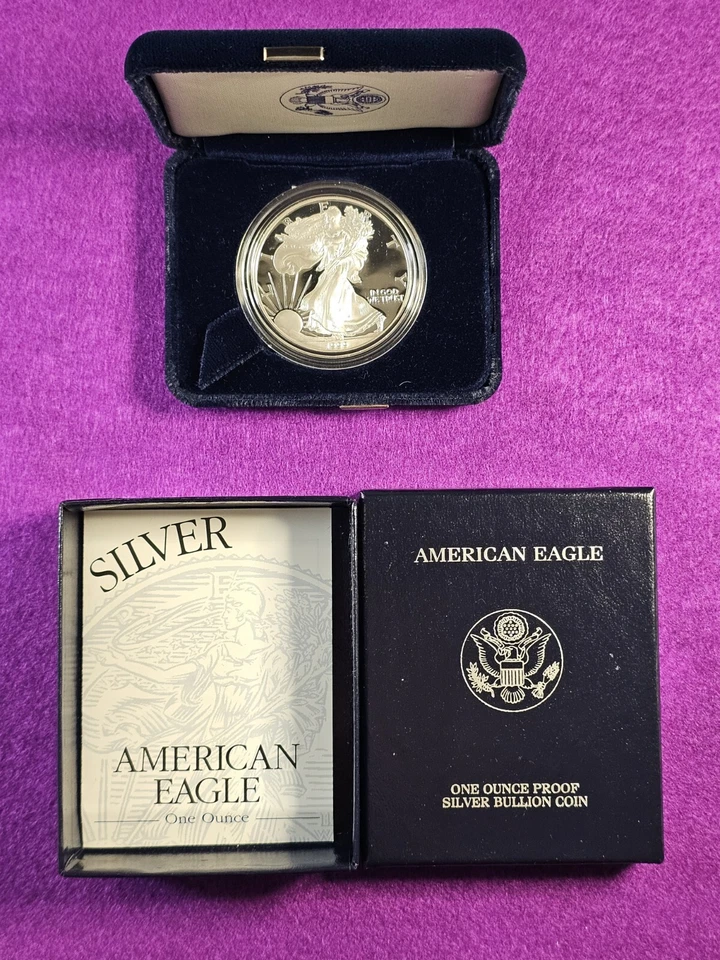 IN GOD
WE TRUST
SILVER
AMERICAN
EAGLE
One Ounce
AMERICAN EAGLE
ONE OUNCE PROOF
SILVER BULLION COIN